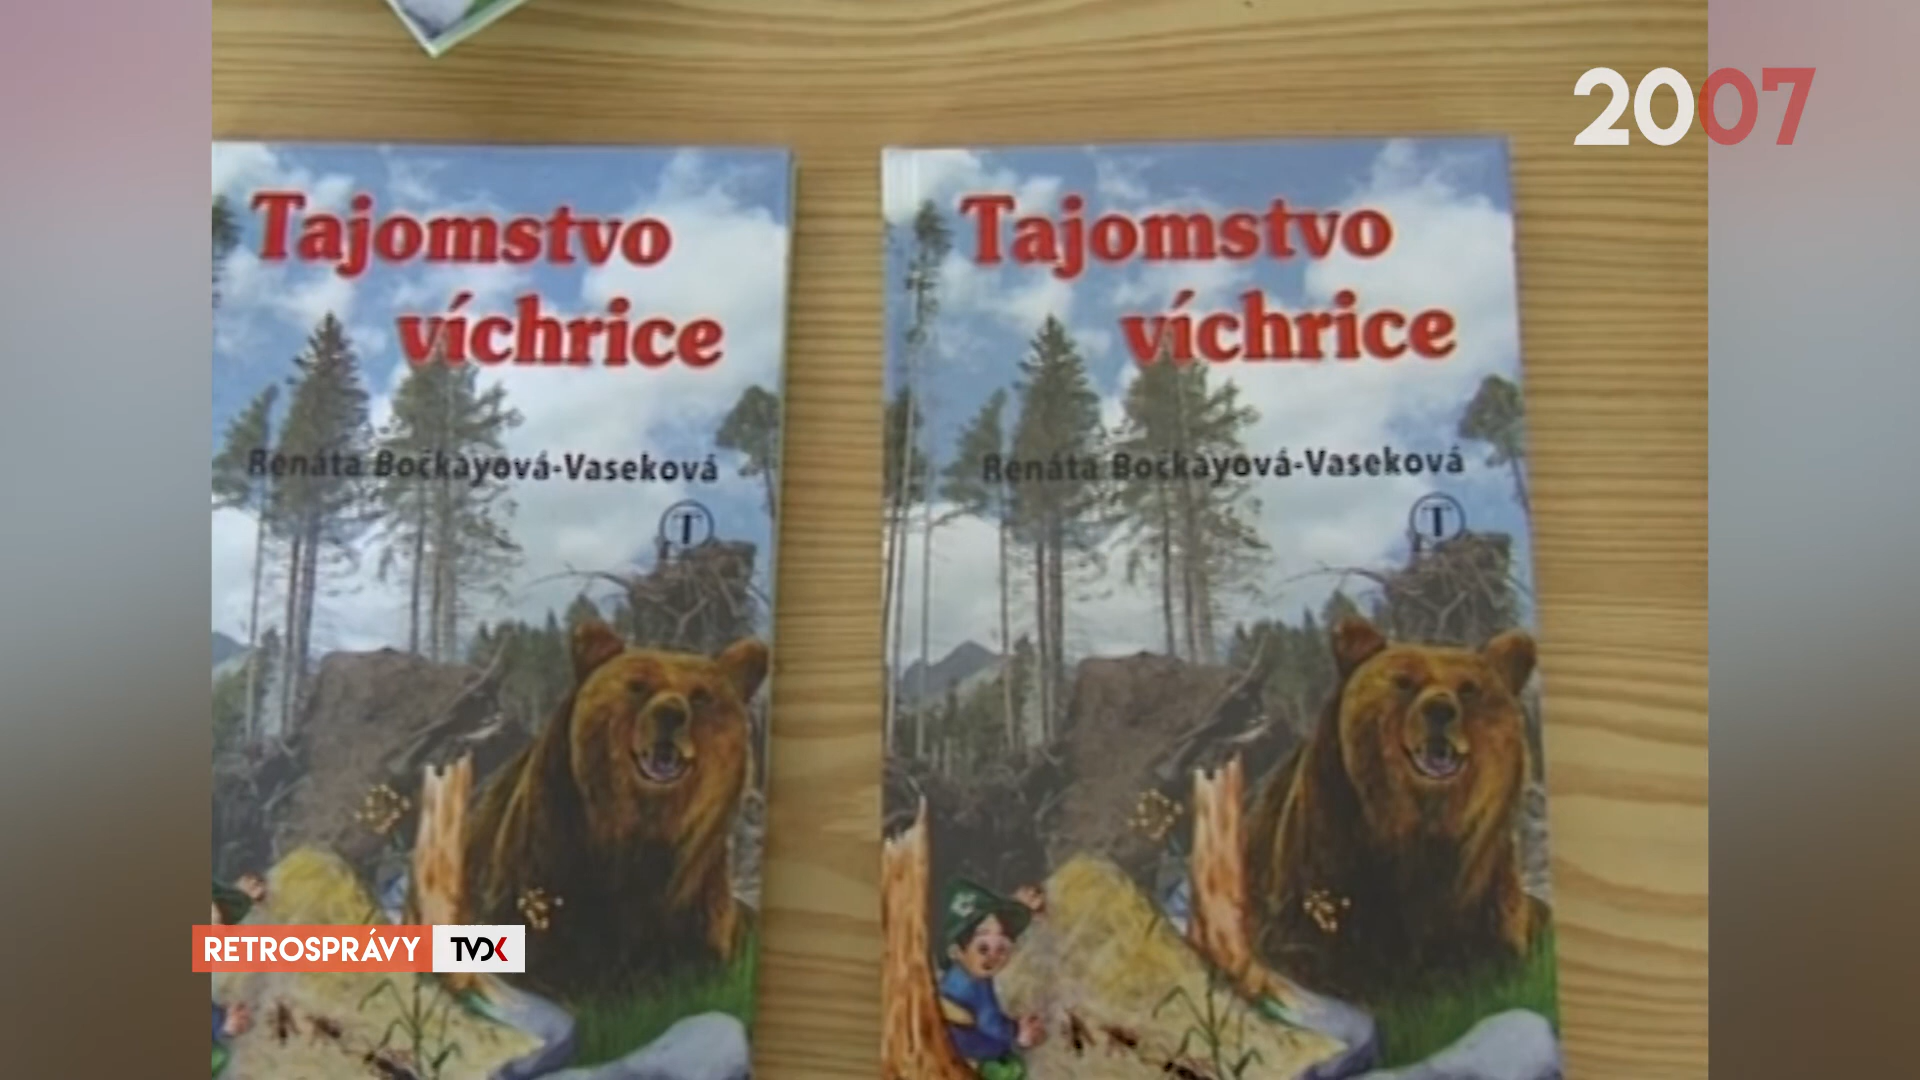 2007
Tajomstvo
víchrice
Renáta Bočkayová-Vaseková
T
Tajomstvo
víchrice
Renáta Bočkayová-Vaseková
T
RETROSPRÁVY TVDK